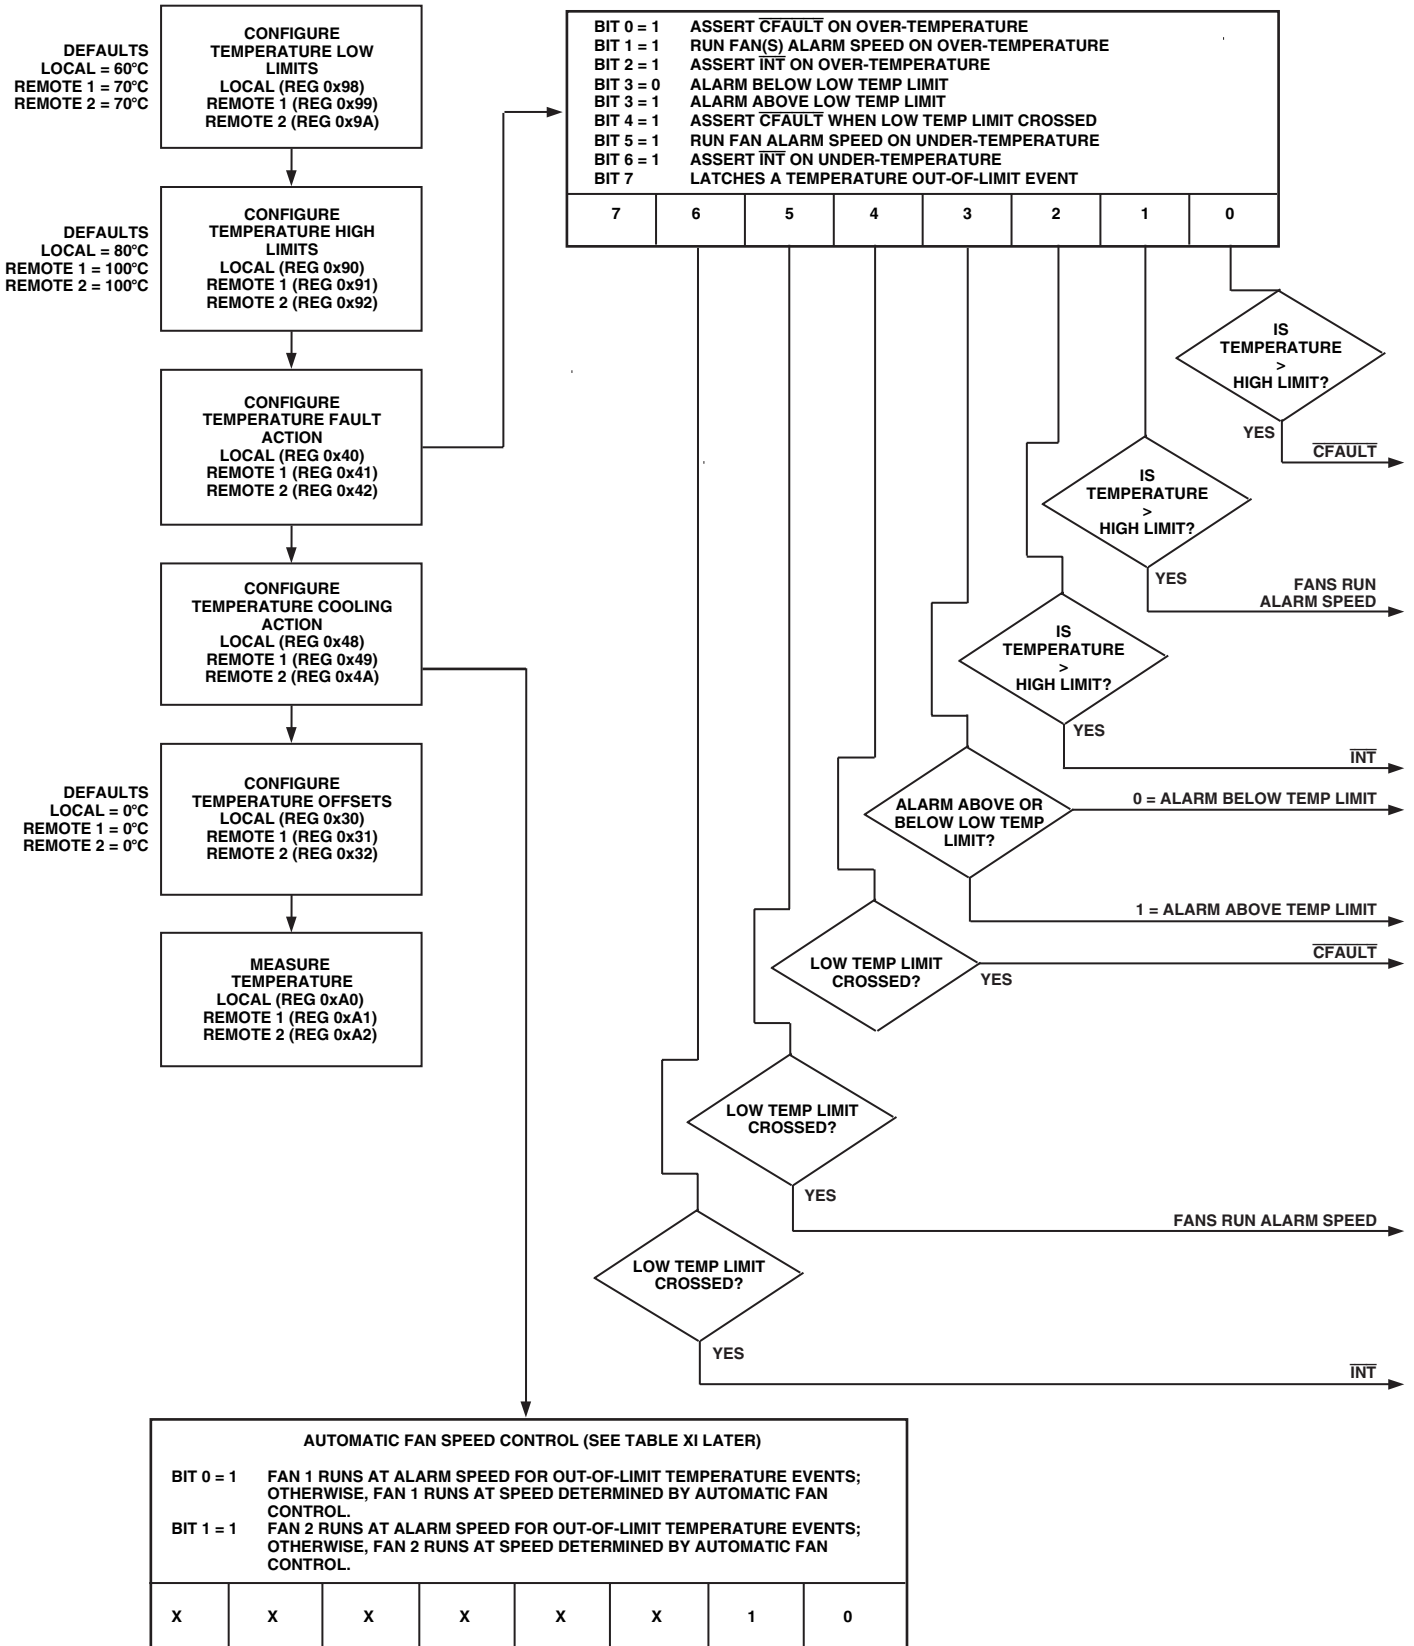 DEFAULTS
LOCAL = 60°C
REMOTE 1 = 70°C
REMOTE 2 = 70°C
CONFIGURE
TEMPERATURE LOW
LIMITS
LOCAL (REG 0x98)
REMOTE 1 (REG 0x99)
REMOTE 2 (REG 0x9A)
DEFAULTS
LOCAL = 80°C
REMOTE 1 = 100°C
REMOTE 2 = 100°C
CONFIGURE
TEMPERATURE HIGH
LIMITS
LOCAL (REG 0x90)
REMOTE 1 (REG 0x91)
REMOTE 2 (REG 0x92)
CONFIGURE
TEMPERATURE FAULT
ACTION
LOCAL (REG 0x40)
REMOTE 1 (REG 0x41)
REMOTE 2 (REG 0x42)
CONFIGURE
TEMPERATURE COOLING
ACTION
LOCAL (REG 0x48)
REMOTE 1 (REG 0x49)
REMOTE 2 (REG 0x4A)
DEFAULTS
LOCAL = 0°C
REMOTE 1 = 0°C
REMOTE 2 = 0°C
CONFIGURE
TEMPERATURE OFFSETS
LOCAL (REG 0x30)
REMOTE 1 (REG 0x31)
REMOTE 2 (REG 0x32)
MEASURE
TEMPERATURE
LOCAL (REG 0xA0)
REMOTE 1 (REG 0xA1)
REMOTE 2 (REG 0xA2)
BIT 0 = 1 ASSERT CFAULT ON OVER-TEMPERATURE
BIT 1 = 1 RUN FAN(S) ALARM SPEED ON OVER-TEMPERATURE
BIT 2 = 1 ASSERT INT ON OVER-TEMPERATURE
BIT 3 = 0 ALARM BELOW LOW TEMP LIMIT
BIT 3 = 1 ALARM ABOVE LOW TEMP LIMIT
BIT 4 = 1 ASSERT CFAULT WHEN LOW TEMP LIMIT CROSSED
BIT 5 = 1 RUN FAN ALARM SPEED ON UNDER-TEMPERATURE
BIT 6 = 1 ASSERT INT ON UNDER-TEMPERATURE
BIT 7 LATCHES A TEMPERATURE OUT-OF-LIMIT EVENT
7 6 5 4 3 2 1 0
IS
TEMPERATURE
>
HIGH LIMIT?
YES
CFAULT
IS
TEMPERATURE
>
HIGH LIMIT?
YES
FANS RUN
ALARM SPEED
IS
TEMPERATURE
>
HIGH LIMIT?
YES
INT
ALARM ABOVE OR
BELOW LOW TEMP
LIMIT?
0 = ALARM BELOW TEMP LIMIT
1 = ALARM ABOVE TEMP LIMIT
LOW TEMP LIMIT
CROSSED?
YES
CFAULT
LOW TEMP LIMIT
CROSSED?
YES
FANS RUN ALARM SPEED
LOW TEMP LIMIT
CROSSED?
YES
INT
AUTOMATIC FAN SPEED CONTROL (SEE TABLE XI LATER)
BIT 0 = 1 FAN 1 RUNS AT ALARM SPEED FOR OUT-OF-LIMIT TEMPERATURE EVENTS;
OTHERWISE, FAN 1 RUNS AT SPEED DETERMINED BY AUTOMATIC FAN
CONTROL.
BIT 1 = 1 FAN 2 RUNS AT ALARM SPEED FOR OUT-OF-LIMIT TEMPERATURE EVENTS;
OTHERWISE, FAN 2 RUNS AT SPEED DETERMINED BY AUTOMATIC FAN
CONTROL.
X X X X X X 1 0